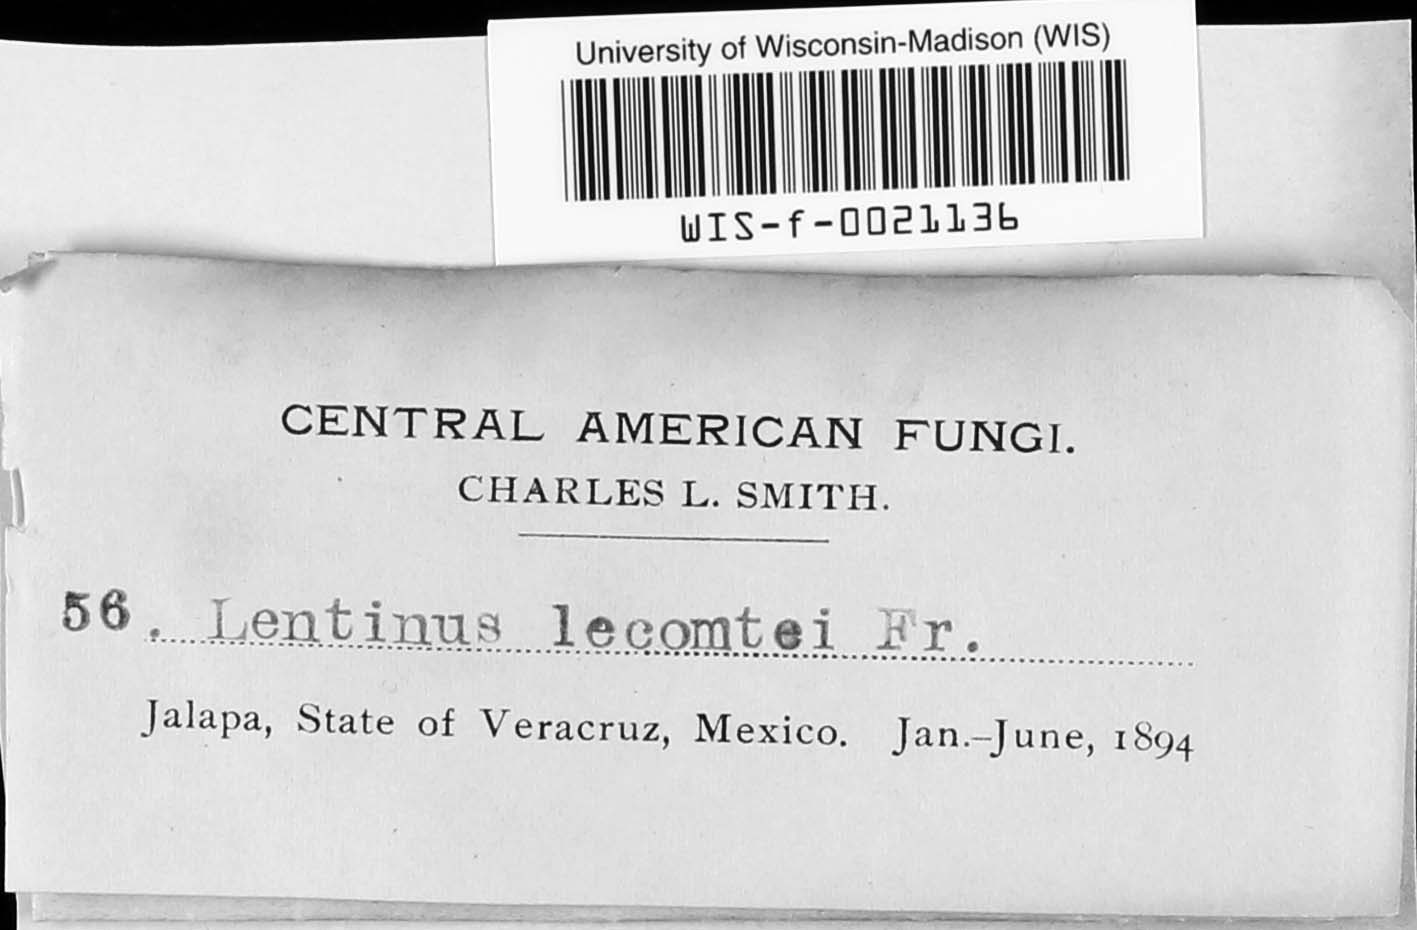 University of Wisconsin-Madison (WIS)
WIS-f-0021136
CENTRAL AMERICAN FUNGI.
CHARLES L. SMITH.
56. Lentinus lecomtei Fr.
Jalapa, State of Veracruz, Mexico. Jan.-June, 1894